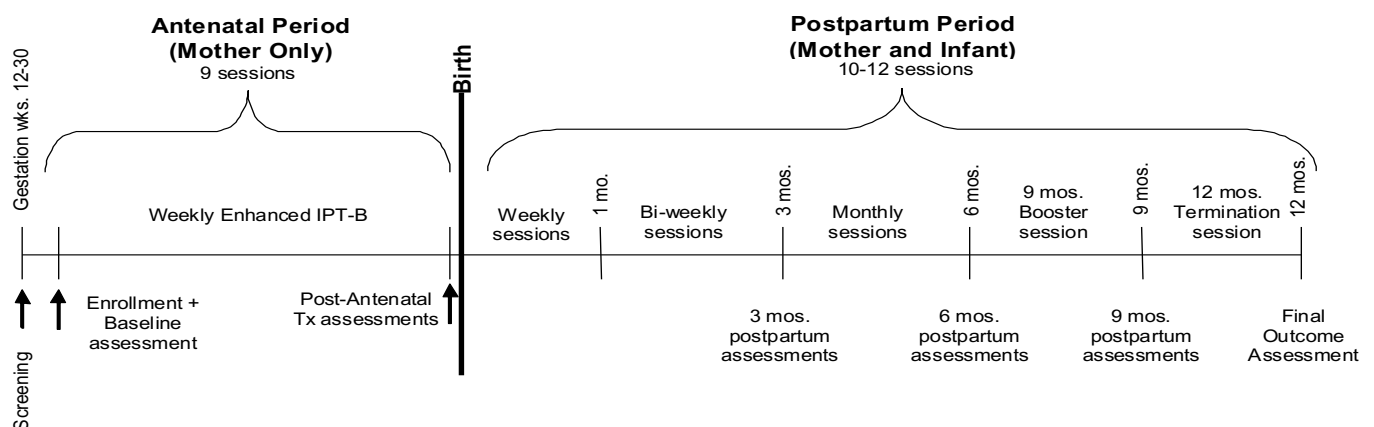 Antenatal Period
(Mother Only)
9 sessions
Postpartum Period
(Mother and Infant)
10-12 sessions
Gestation wks. 12-30
Birth
Weekly Enhanced IPT-B
Weekly
sessions
1 mo.
Bi-weekly
sessions
3 mos.
Monthly
sessions
6 mos.
9 mos.
Booster
session
9 mos.
12 mos.
Termination
session
12 mos.
Screening
Enrollment +
Baseline
assessment
Post-Antenatal
Tx assessments
3 mos.
postpartum
assessments
6 mos.
postpartum
assessments
9 mos.
postpartum
assessments
Final
Outcome
Assessment